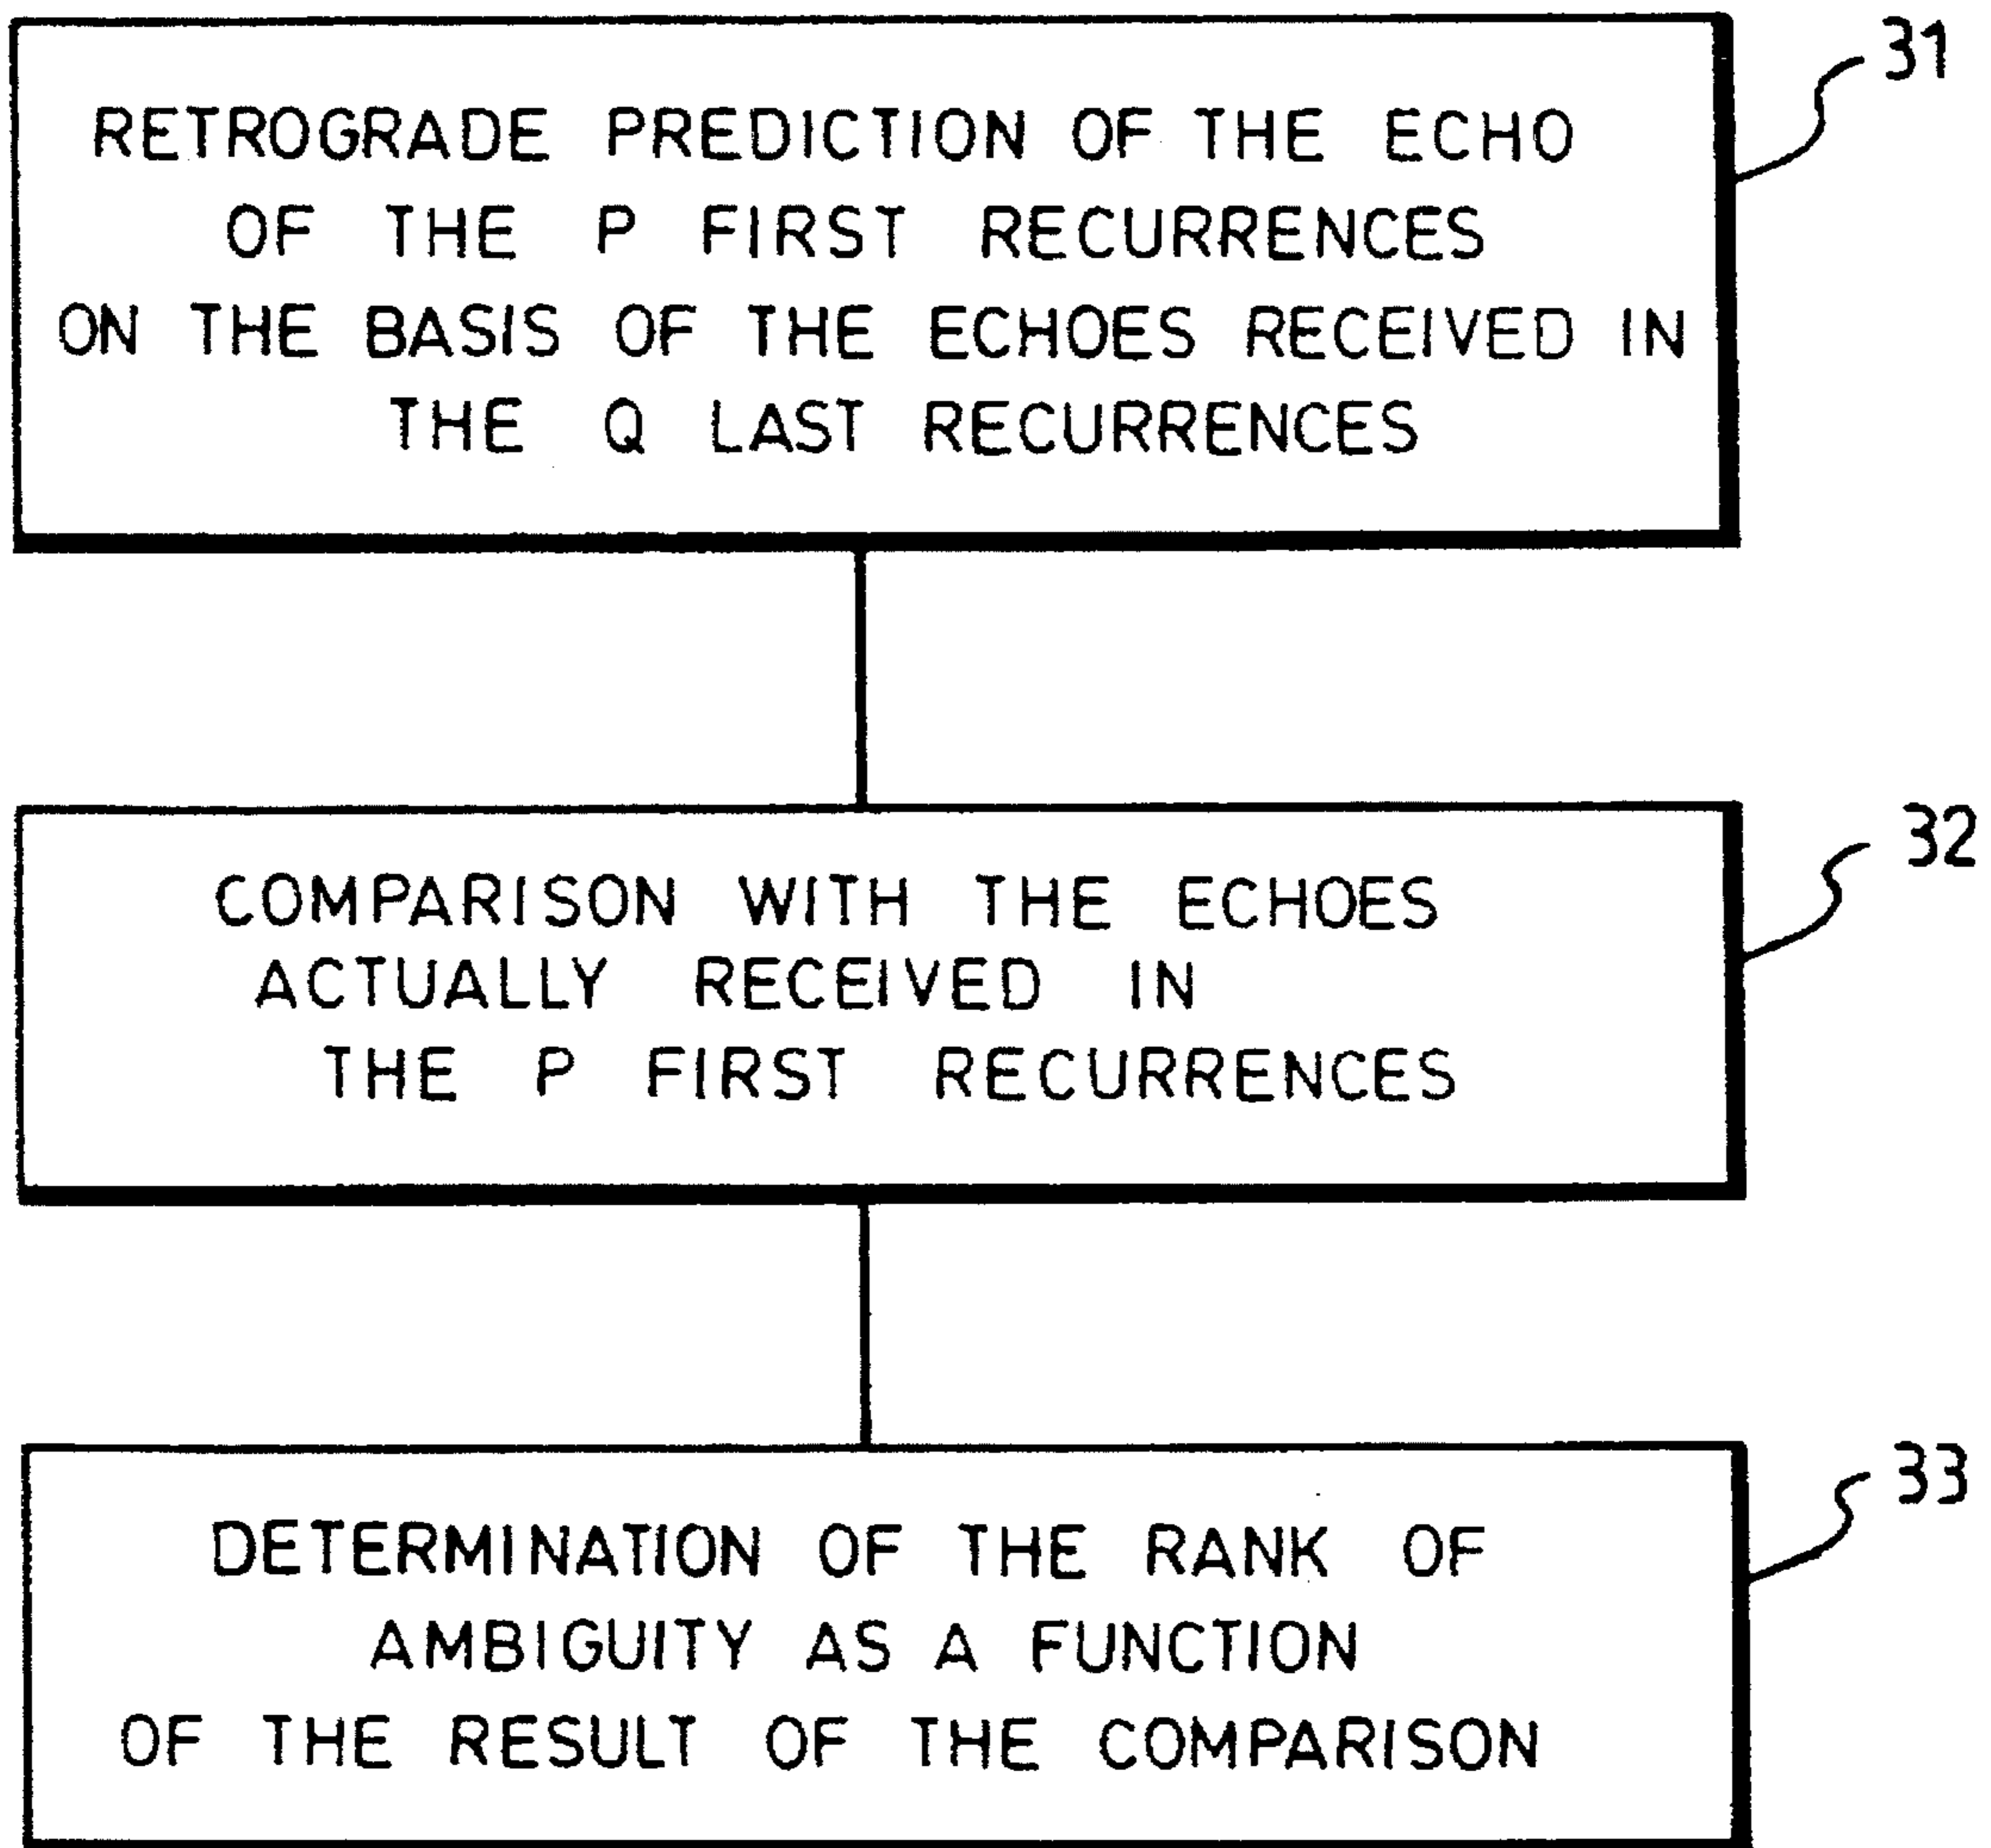 31
RETROGRADE PREDICTION OF THE ECHO
OF THE P FIRST RECURRENCES
ON THE BASIS OF THE ECHOES RECEIVED IN
THE Q LAST RECURRENCES
32
COMPARISON WITH THE ECHOES
ACTUALLY RECEIVED IN
THE P FIRST RECURRENCES
33
DETERMINATION OF THE RANK OF
AMBIGUITY AS A FUNCTION
OF THE RESULT OF THE COMPARISON